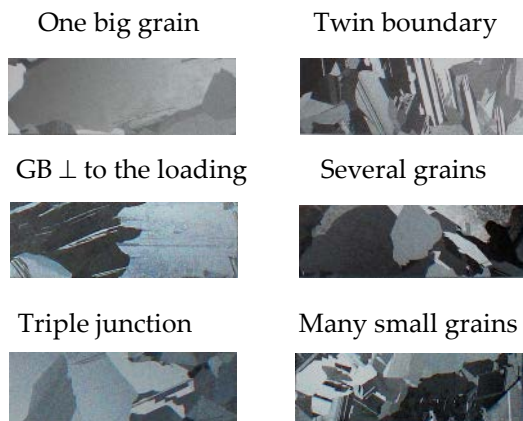 One big grain
Twin boundary
GB ⊥ to the loading
Several grains
Triple junction
Many small grains